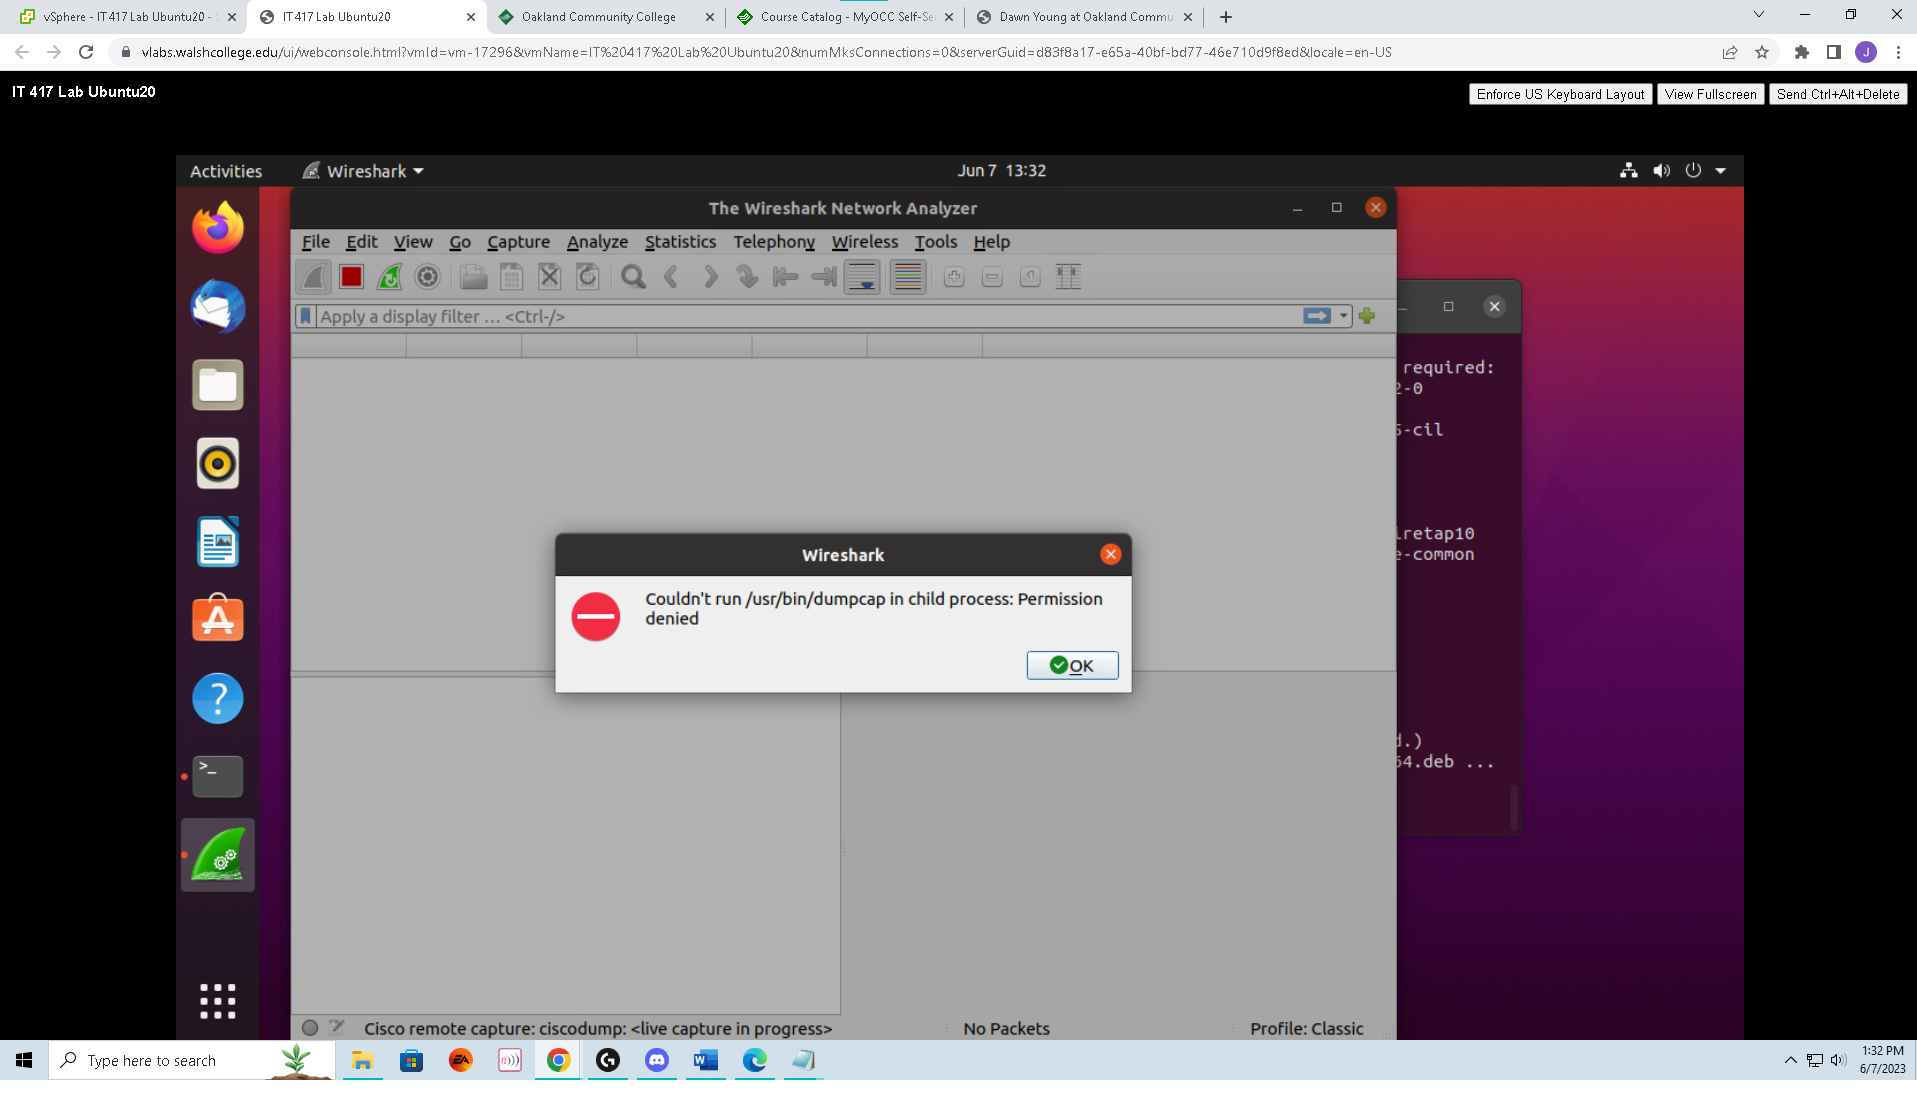 vSphere - IT417 Lab Ubuntu20 -
IT417 Lab Ubuntu20
Oakland Community College
Course Catalog - MyOCC Self-Se
Dawn Young at Oakland Commu
vlabs.walshcollege.edu/ui/webconsole.html?vmId=vm-17296&vmName=IT%20417%20Lab%20Ubuntu20&numMksConnections=0&serverGuid=d83f8a17-e65a-40bf-bd77-46e710d9f8ed&locale=en-US
J
IT 417 Lab Ubuntu20
Enforce US Keyboard Layout
View Fullscreen
Send Ctrl+Alt+Delete
Activities
Wireshark
Jun 7 13:32
The Wireshark Network Analyzer
File Edit View Go Capture Analyze Statistics Telephony Wireless Tools Help
Apply a display filter … <Ctrl-/>
required:
2-0
-cil
iretap10
e-common
d.)
64.deb ...
Wireshark
Couldn't run /usr/bin/dumpcap in child process: Permission
denied
OK
Cisco remote capture: ciscodump: <live capture in progress>
No Packets
Profile: Classic
Type here to search
1:32 PM
6/7/2023